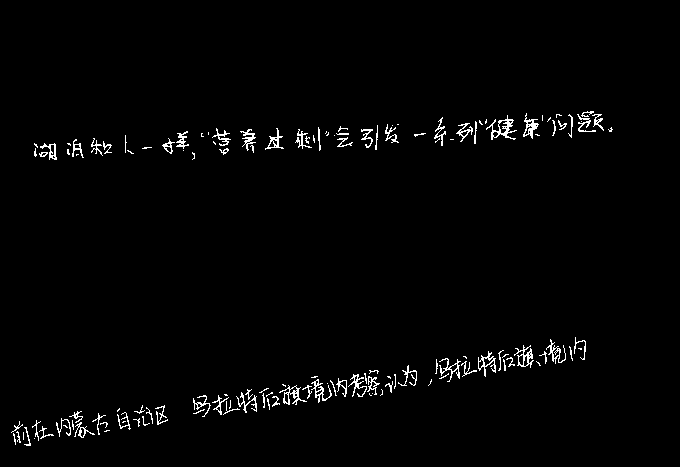 湖泊和人一样,“营养过剩”会引发一系列“健康”问题。
前在内蒙古自治区 乌拉特后旗境内考察认为,乌拉特后旗境内